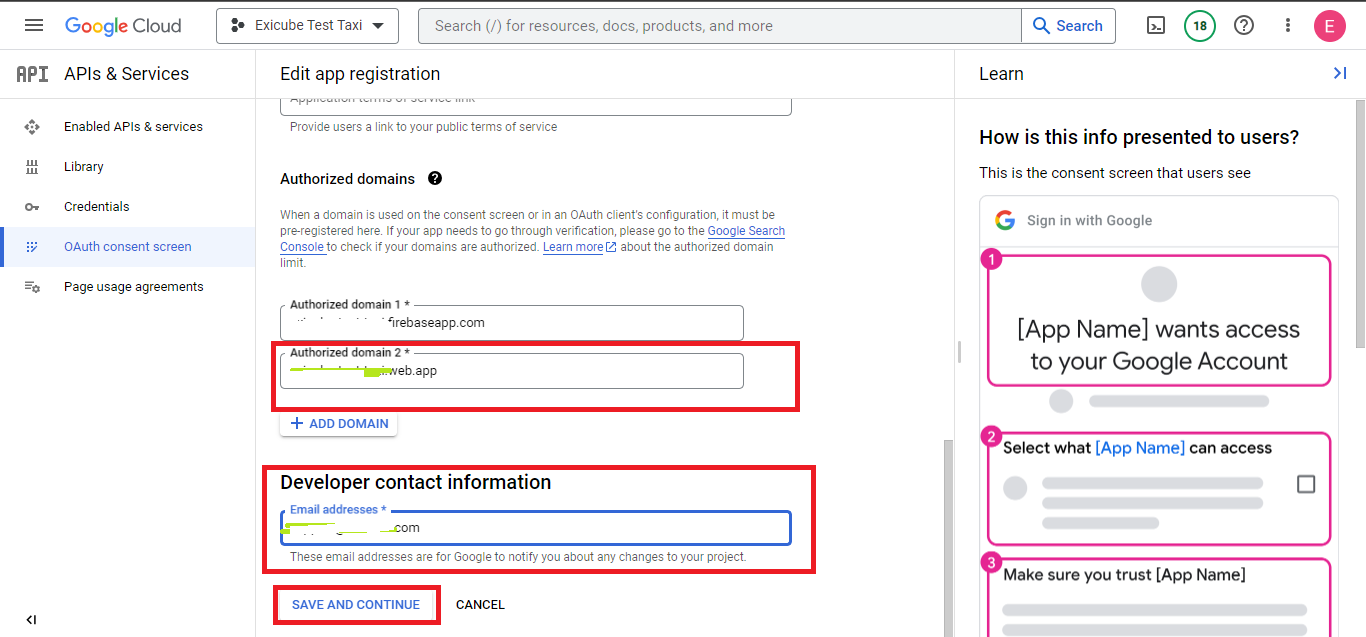 Google Cloud
Exicube Test Taxi
Search (/) for resources, docs, products, and more
Search
18
E
API
APIs & Services
Enabled APIs & services
Library
Credentials
OAuth consent screen
Page usage agreements
Edit app registration
Application terms of service link
Provide users a link to your public terms of service
Authorized domains
When a domain is used on the consent screen or in an OAuth client's configuration, it must be
pre-registered here. If your app needs to go through verification, please go to the Google Search
Console to check if your domains are authorized. Learn more about the authorized domain
limit.
Authorized domain 1 *
firebaseapp.com
Authorized domain 2 *
.web.app
ADD DOMAIN
Developer contact information
Email addresses *
.com
These email addresses are for Google to notify you about any changes to your project.
SAVE AND CONTINUE
CANCEL
Learn
How is this info presented to users?
This is the consent screen that users see
Sign in with Google
1
[App Name] wants access
to your Google Account
2
Select what [App Name] can access
3
Make sure you trust [App Name]